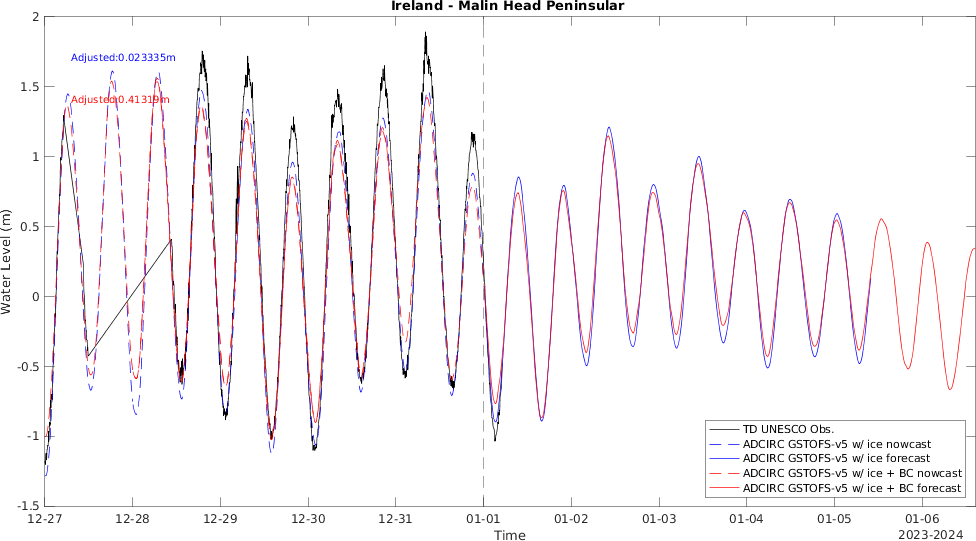 Ireland - Malin Head Peninsular
2
1.5
1
0.5
0
-0.5
-1
-1.5
Water Level (m)
Adjusted:0.023335m
Adjusted:0.41319m
TD UNESCO Obs.
ADCIRC GSTOFS-v5 w/ ice nowcast
ADCIRC GSTOFS-v5 w/ ice forecast
ADCIRC GSTOFS-v5 w/ ice + BC nowcast
ADCIRC GSTOFS-v5 w/ ice + BC forecast
12-27 12-28 12-29 12-30 12-31 01-01 01-02 01-03 01-04 01-05 01-06
Time
2023-2024